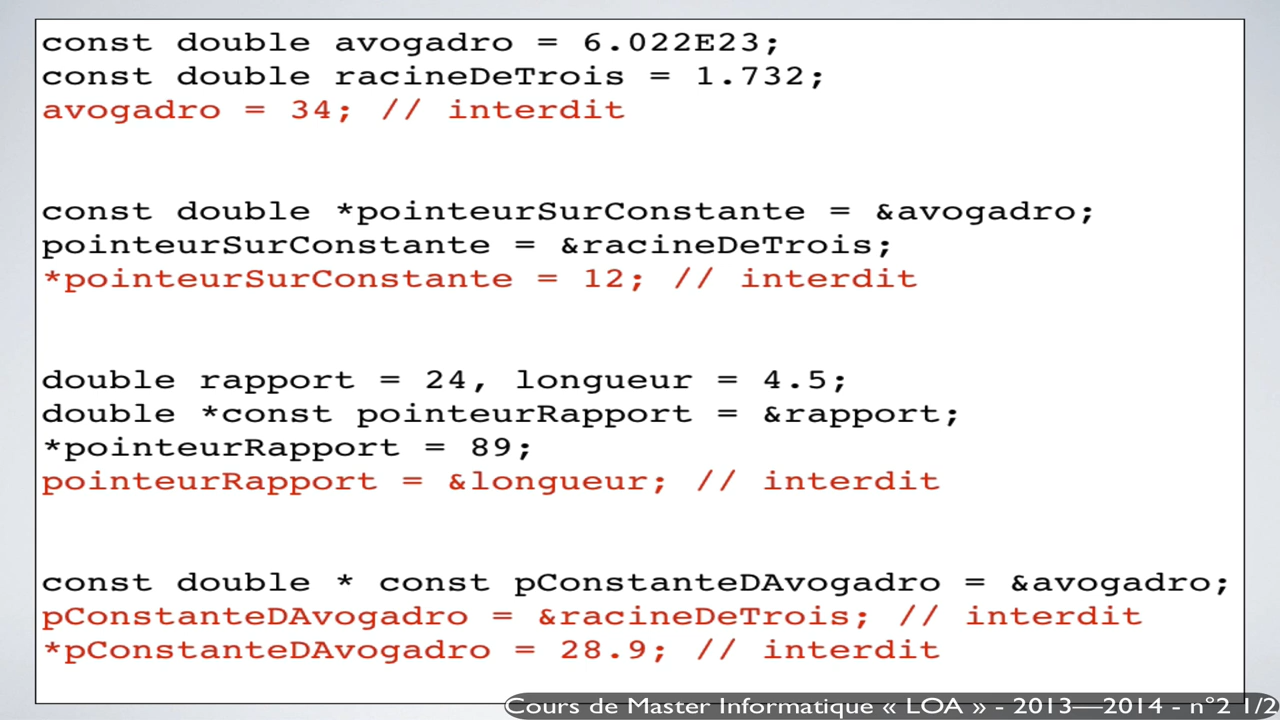 const double avogadro = 6.022E23;
const double racineDeTrois = 1.732;
avogadro = 34; // interdit
const double *pointeurSurConstante = &avogadro;
pointeurSurConstante = &racineDeTrois;
*pointeurSurConstante = 12; // interdit
double rapport = 24, longueur = 4.5;
double *const pointeurRapport = &rapport;
*pointeurRapport = 89;
pointeurRapport = &longueur; // interdit
const double * const pConstanteDAvogadro = &avogadro;
pConstanteDAvogadro = &racineDeTrois; // interdit
*pConstanteDAvogadro = 28.9; // interdit
Cours de Master Informatique « LOA » - 2013—2014 - n°2 1/2